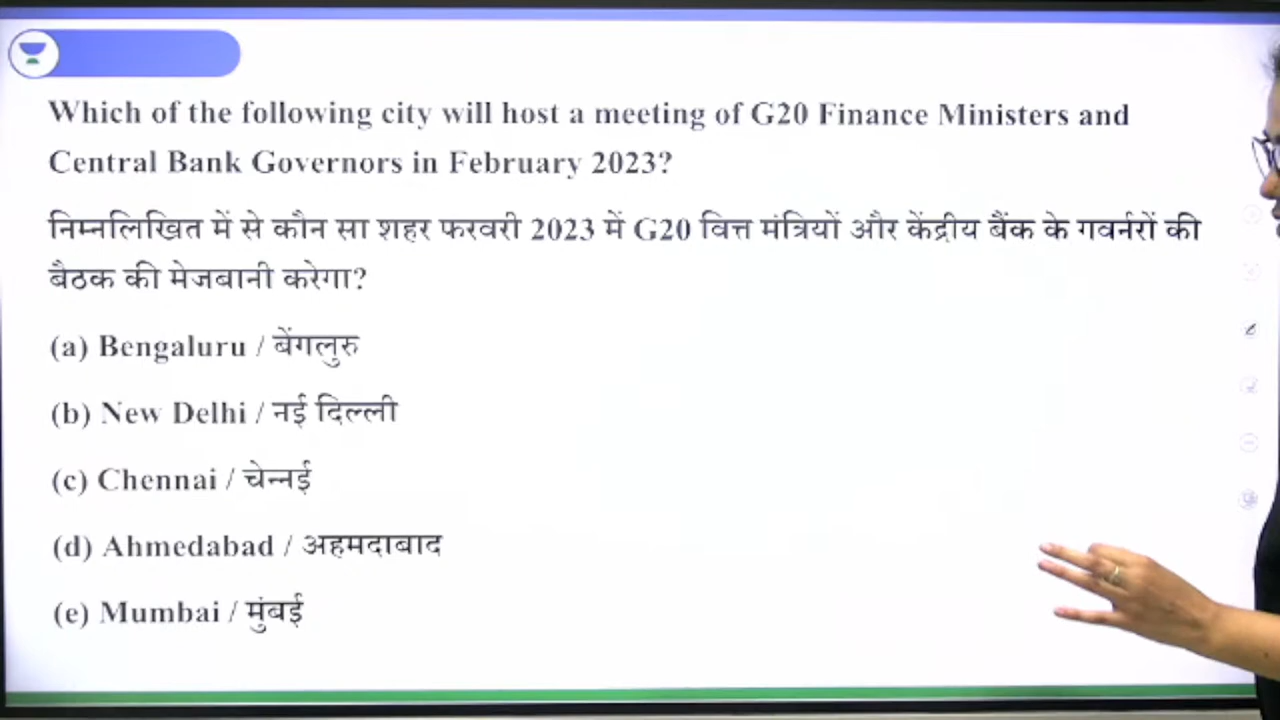 Which of the following city will host a meeting of G20 Finance Ministers and
Central Bank Governors in February 2023?
निम्नलिखित में से कौन सा शहर फरवरी 2023 में G20 वित्त मंत्रियों और केंद्रीय बैंक के गवर्नरों की
बैठक की मेजबानी करेगा?
(a) Bengaluru / बेंगलुरु
(b) New Delhi / नई दिल्ली
(c) Chennai / चेन्नई
(d) Ahmedabad / अहमदाबाद
(e) Mumbai / मुंबई